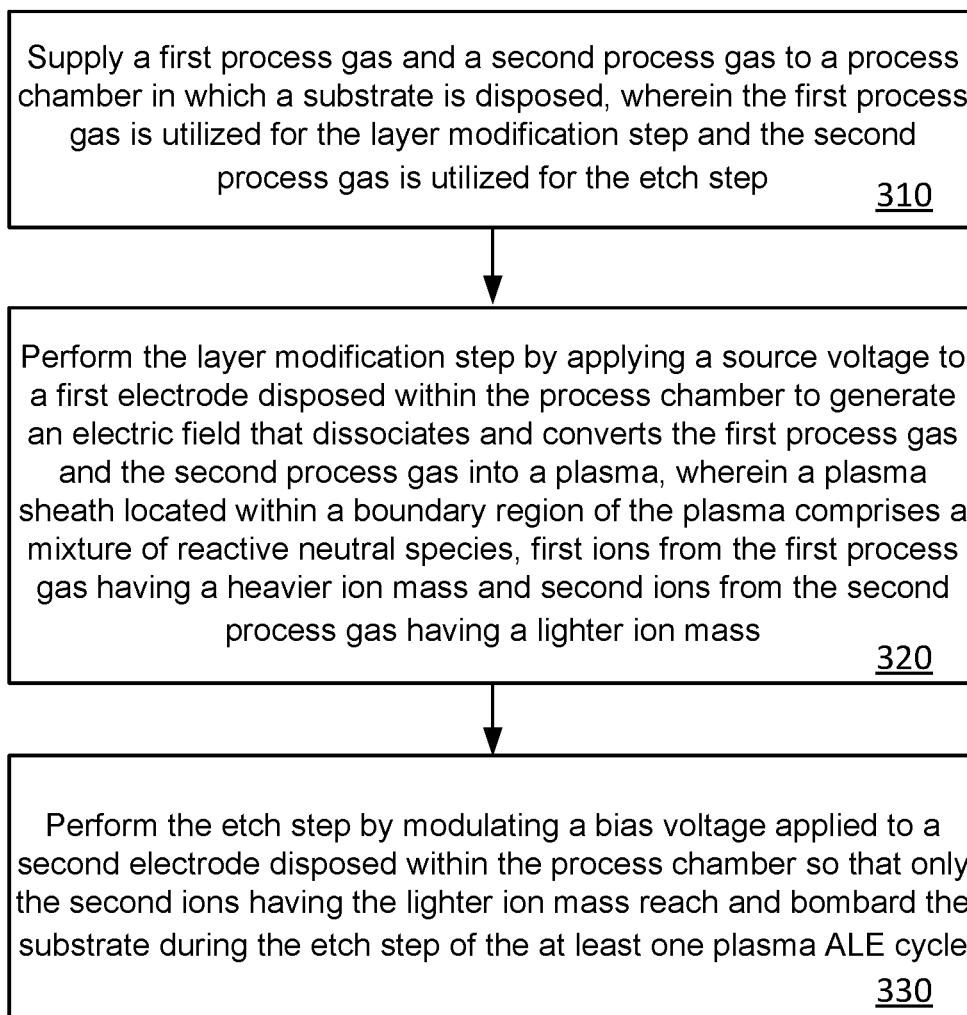 Supply a first process gas and a second process gas to a process
chamber in which a substrate is disposed, wherein the first process
gas is utilized for the layer modification step and the second
process gas is utilized for the etch step
310
Perform the layer modification step by applying a source voltage to
a first electrode disposed within the process chamber to generate
an electric field that dissociates and converts the first process gas
and the second process gas into a plasma, wherein a plasma
sheath located within a boundary region of the plasma comprises a
mixture of reactive neutral species, first ions from the first process
gas having a heavier ion mass and second ions from the second
process gas having a lighter ion mass
320
Perform the etch step by modulating a bias voltage applied to a
second electrode disposed within the process chamber so that only
the second ions having the lighter ion mass reach and bombard the
substrate during the etch step of the at least one plasma ALE cycle
330